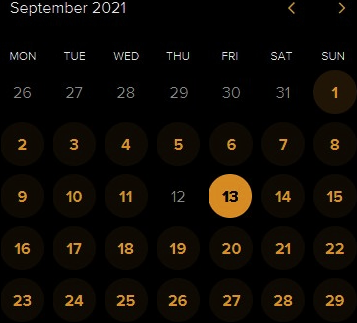 September 2021
MON TUE WED THU FRI SAT SUN
26 27 28 29 30 31 1
2 3 4 5 6 7 8
9 10 11 12 13 14 15
16 17 18 19 20 21 22
23 24 25 26 27 28 29